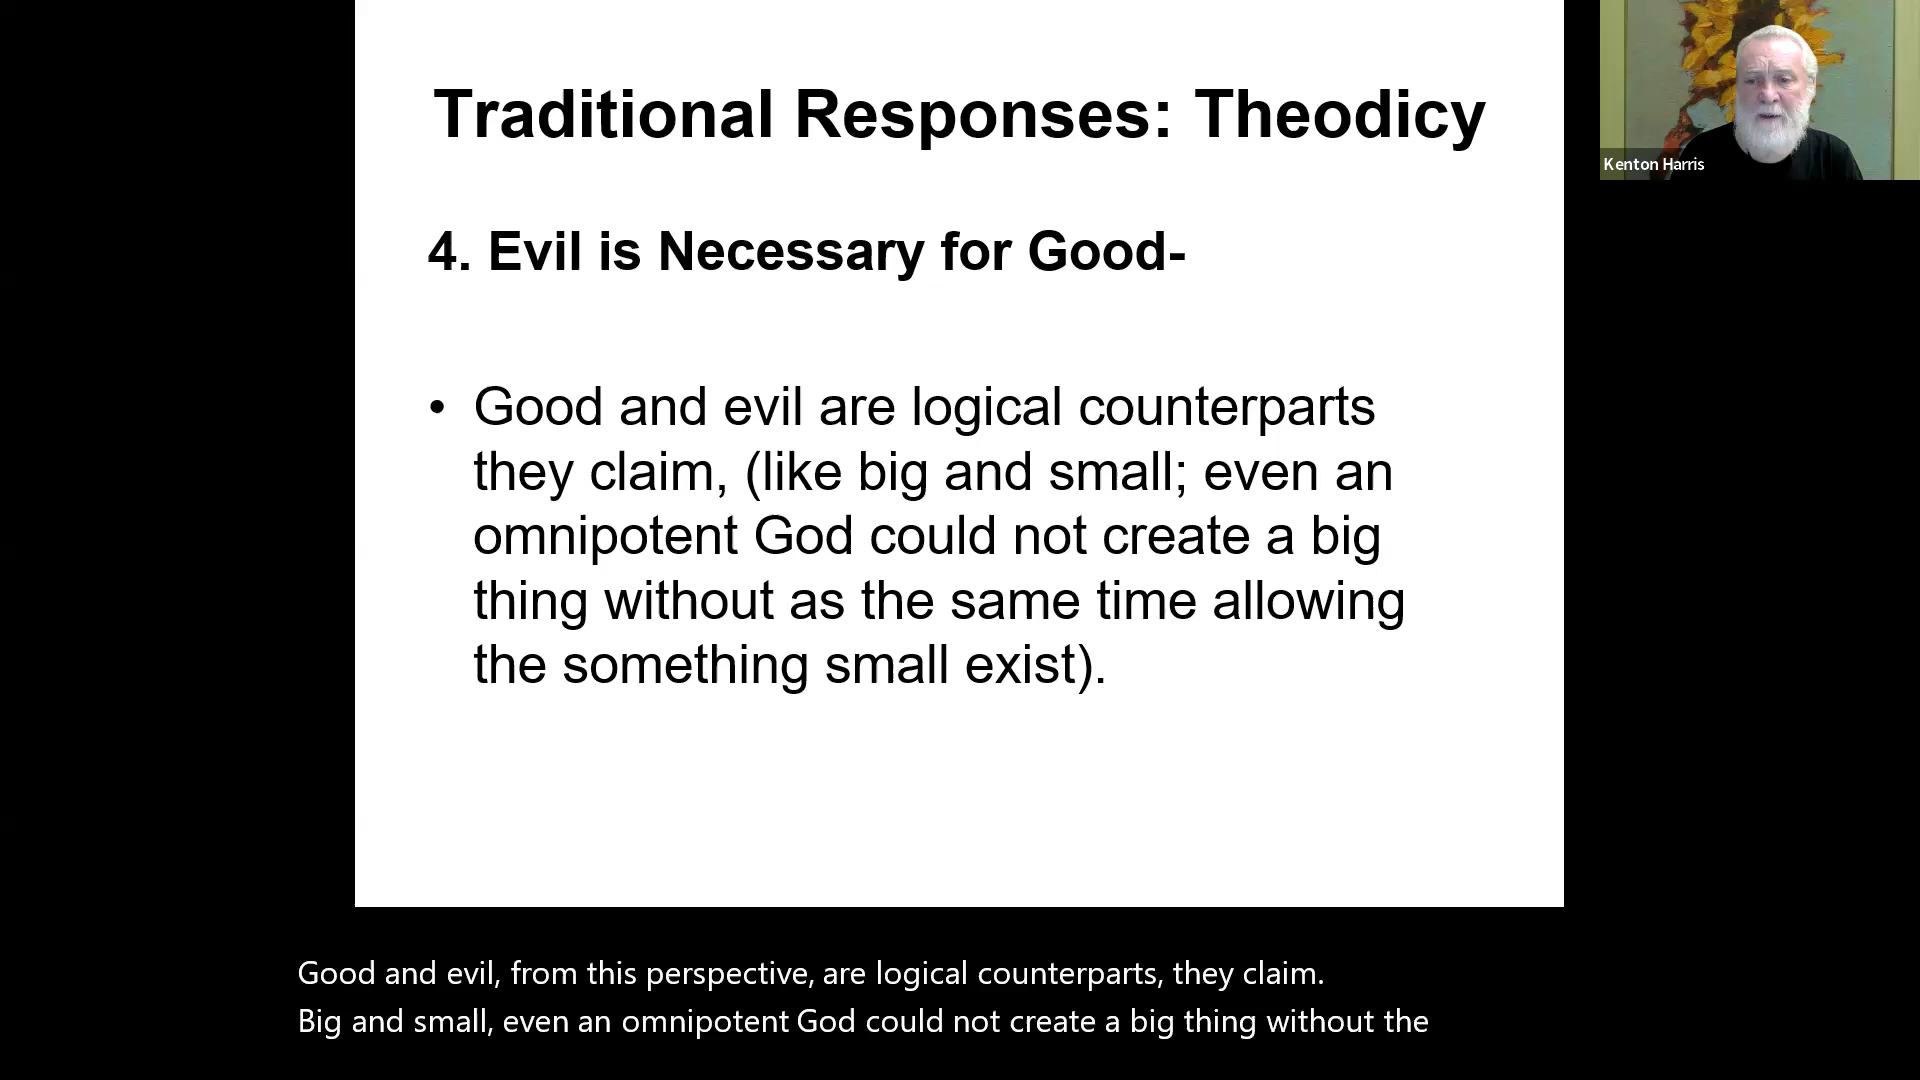 Traditional Responses: Theodicy
Kenton Harris
4. Evil is Necessary for Good-
• Good and evil are logical counterparts
they claim, (like big and small; even an
omnipotent God could not create a big
thing without as the same time allowing
the something small exist).
Good and evil, from this perspective, are logical counterparts, they claim.
Big and small, even an omnipotent God could not create a big thing without the